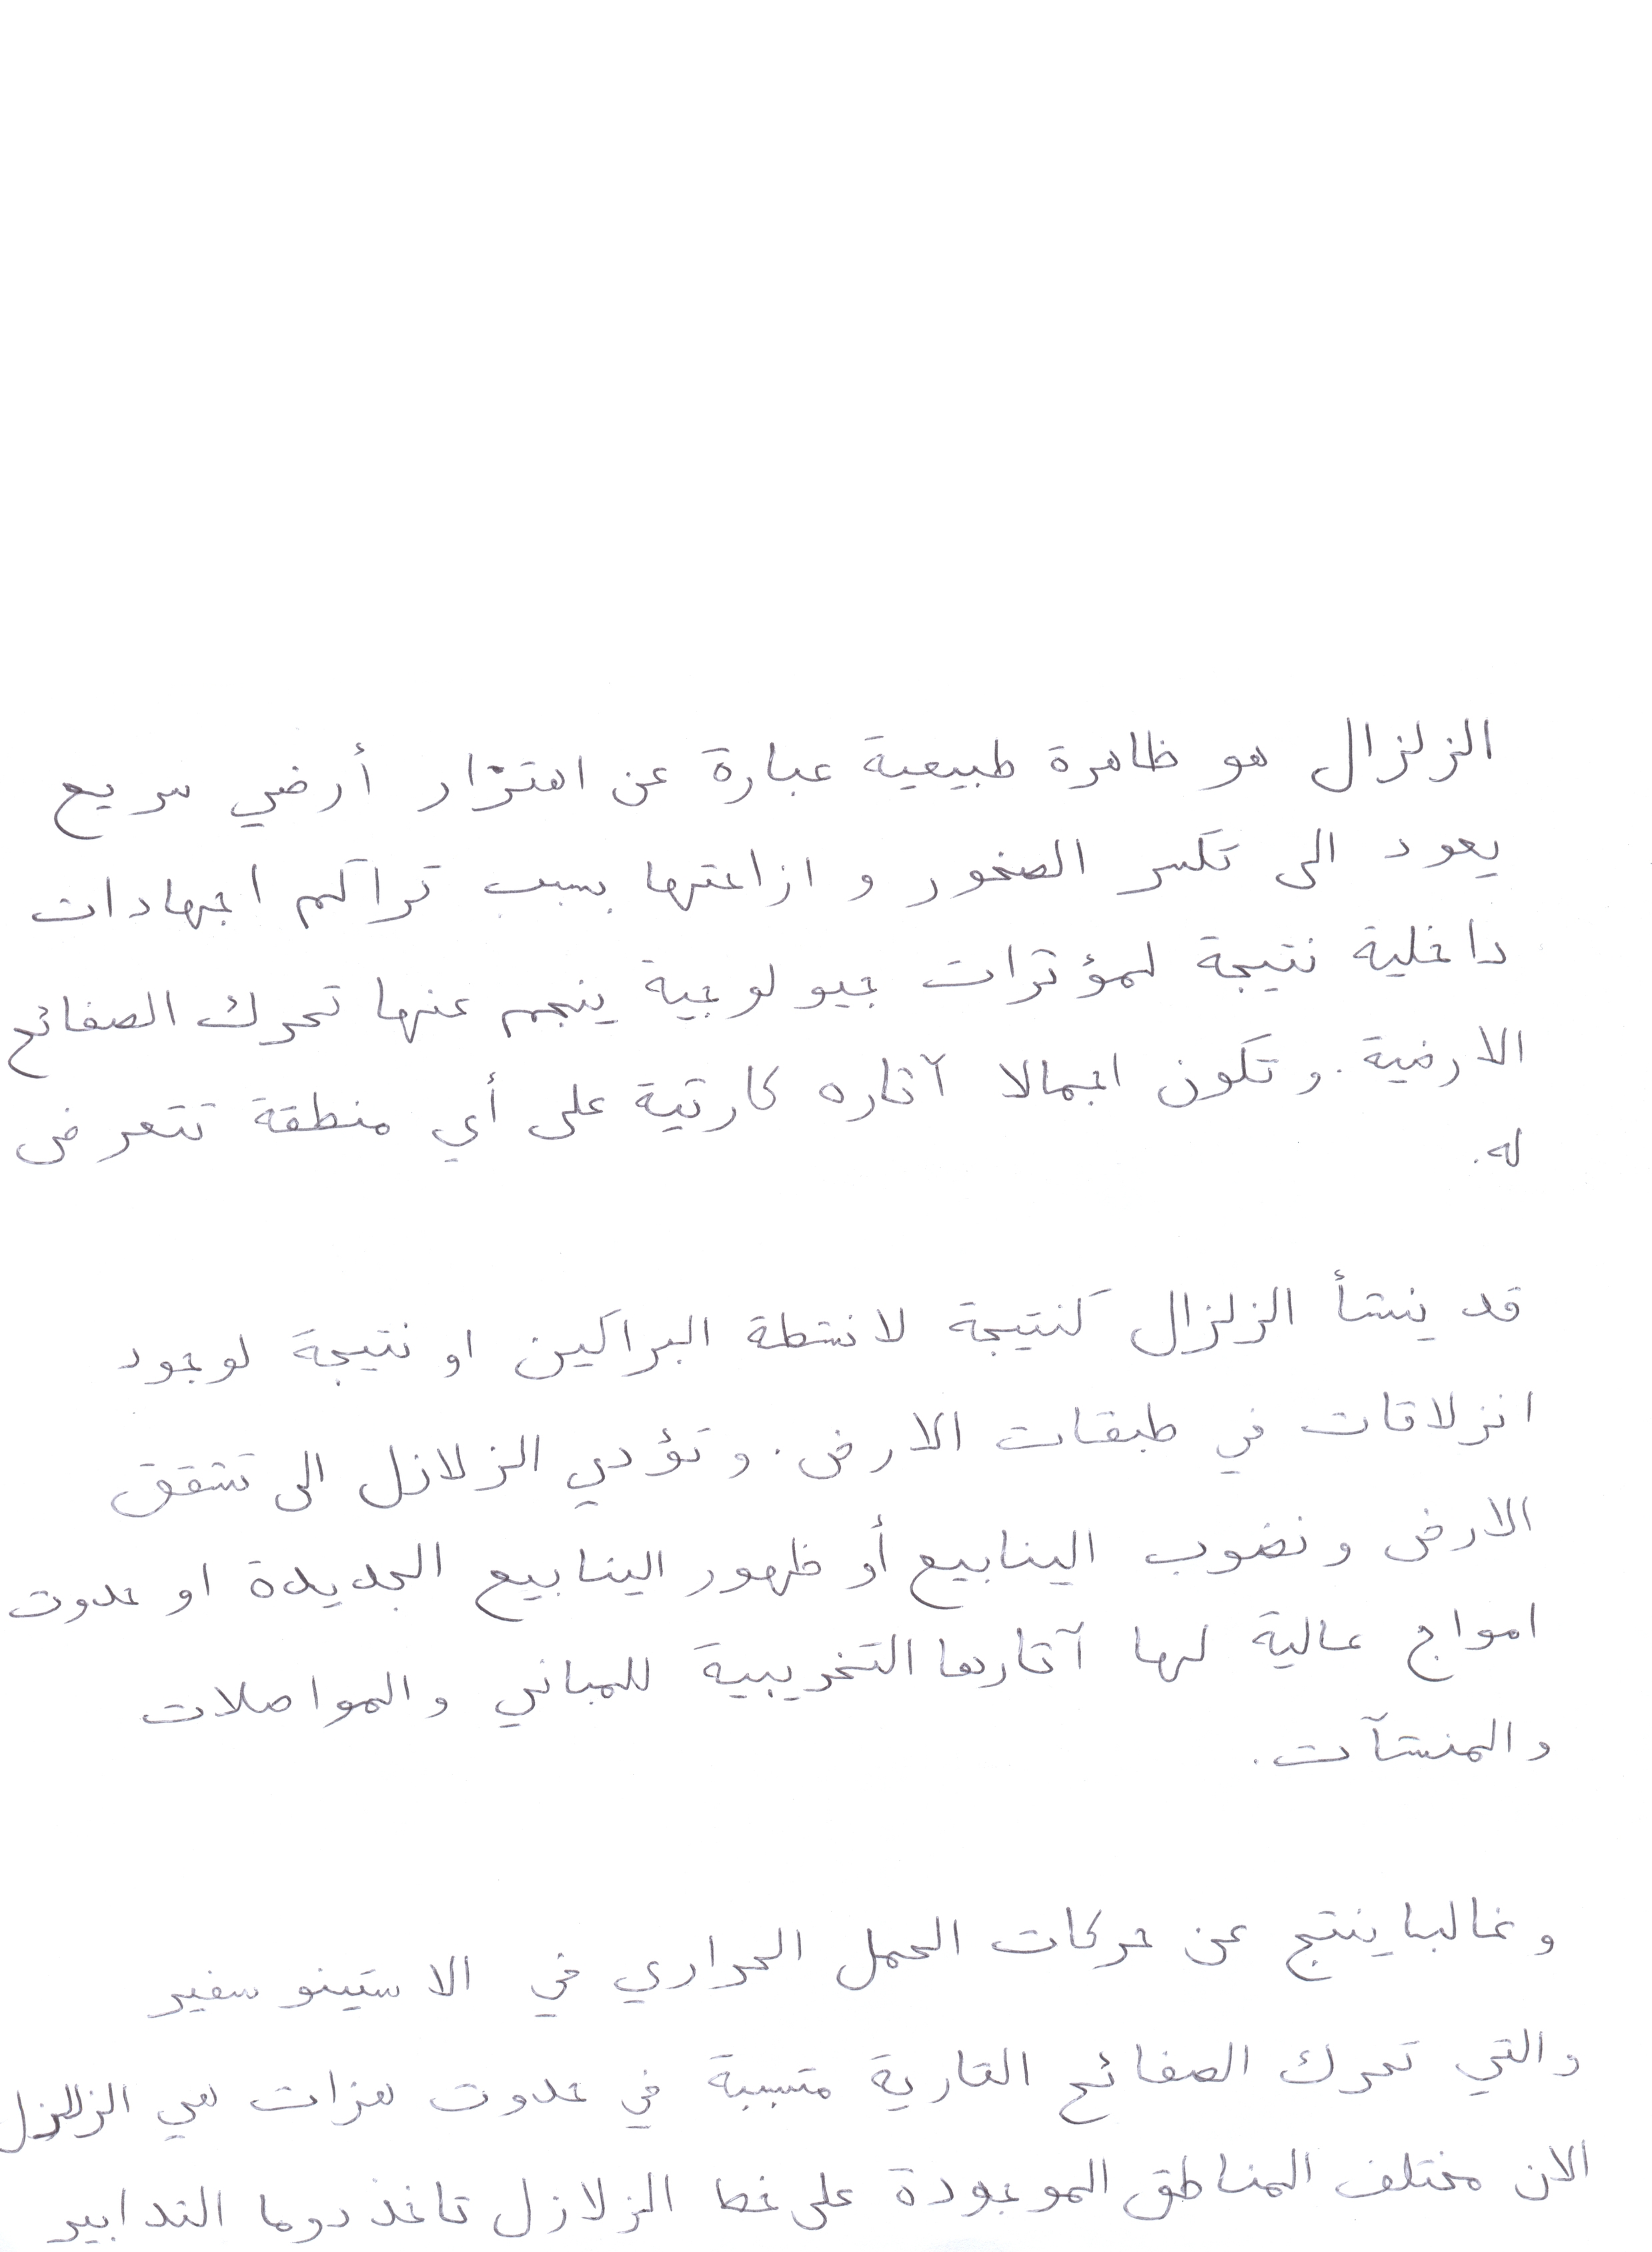 الزلزال هو ظاهرة طبيعية عبارة عن اهتزاز أرضي سريع
يعود الى تكسر الصخور و ازاحتها بسبب تراكم اجهادات
داخلية نتيجة لمؤثرات جيولوجية ينجم عنها تحرك الصفائح
الارضية. وتكون اجمالا آثاره كارثية على أي منطقة تتعرض
له.
قد ينشأ الزلزال كنتيجة لانشطة البراكين او نتيجة لوجود
انزلاقات في طبقات الارض. وتؤدي الزلازل الى تشقق
الارض ونضوب الينابيع أو ظهور الينابيع الجديدة او حدوث
امواج عالية لها آثارها التخريبية للمباني والمواصلات
والمنشآت.
وغالبا ينتج عن حركات الحمل الحراري في الاستينوسفير
والتي تحرك الصفائح القارية متسببة في حدوث هزات هي الزلازل
الان مختلف المناطق الموجودة على خط الزلازل تاخذ دوما التدابير